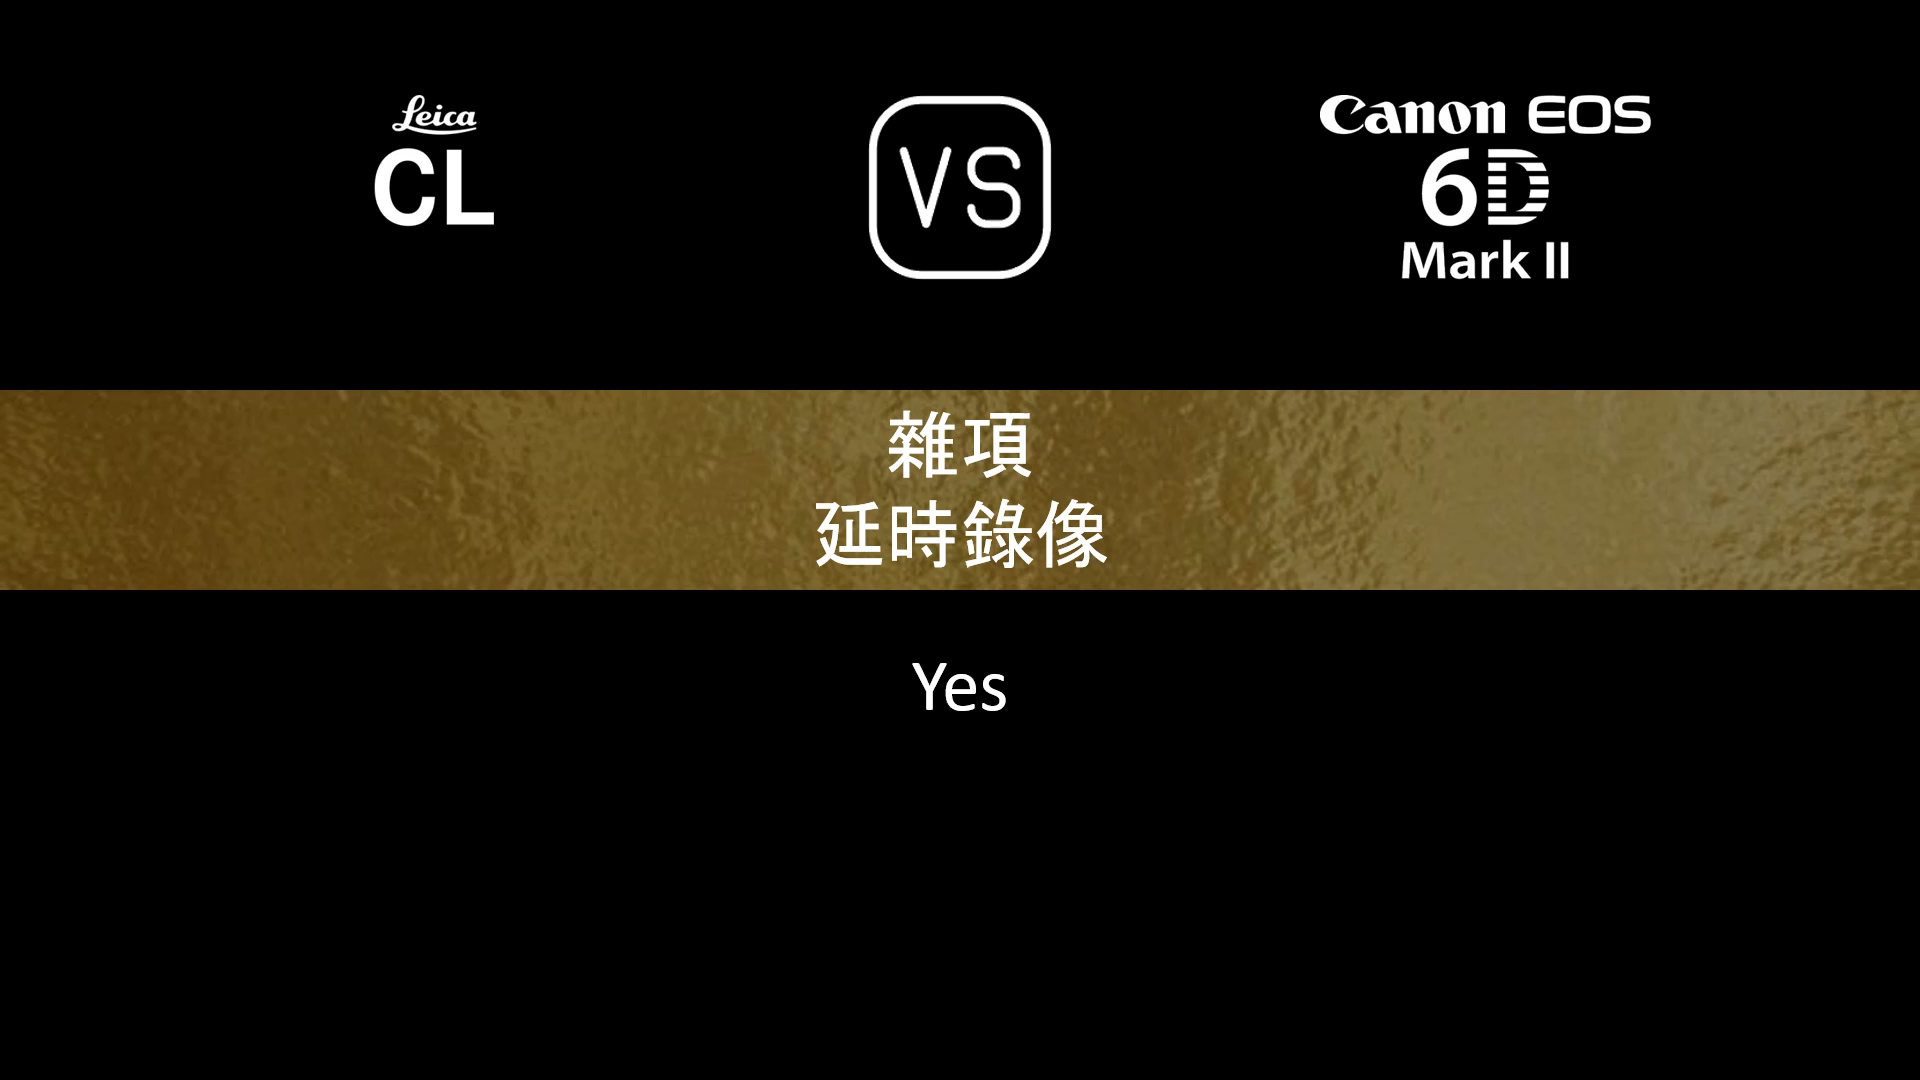 Leica
CL
VS
Canon EOS
6D
Mark II
雜項
延時錄像
Yes